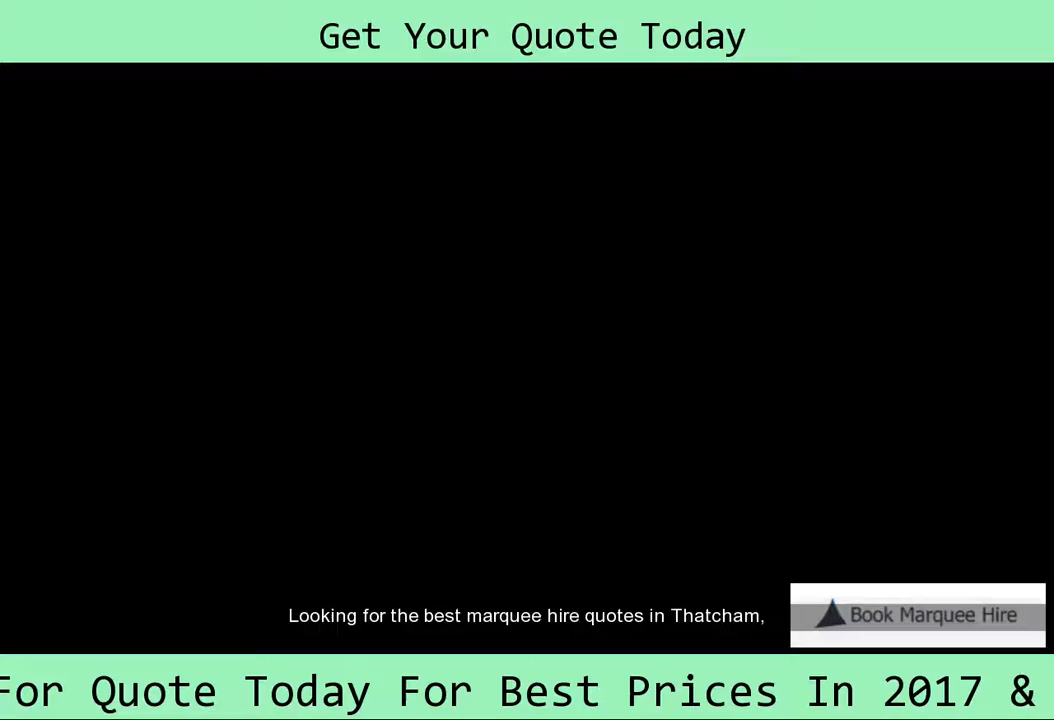 Get Your Quote Today
Looking for the best marquee hire quotes in Thatcham,
Book Marquee Hire
For Quote Today For Best Prices In 2017 &